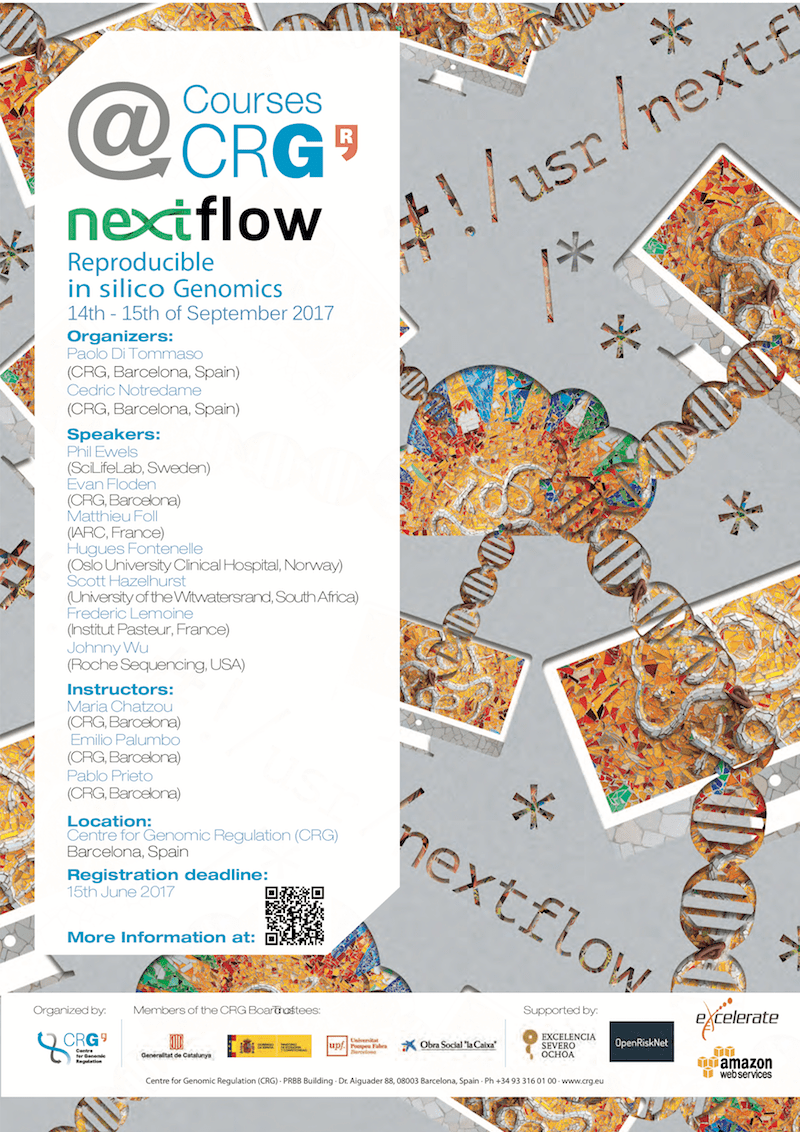 @ Courses
CRG R
nextflow
Reproducible
in silico Genomics
14th - 15th of September 2017
Organizers:
Paolo Di Tommaso
(CRG, Barcelona, Spain)
Cedric Notredame
(CRG, Barcelona, Spain)
Speakers:
Phil Ewels
(SciLifeLab, Sweden)
Evan Floden
(CRG, Barcelona)
Matthieu Foll
(IARC, France)
Hugues Fontenelle
(Oslo University Clinical Hospital, Norway)
Scott Hazelhurst
(University of the Witwatersrand, South Africa)
Frederic Lemoine
(Institut Pasteur, France)
Johnny Wu
(Roche Sequencing, USA)
Instructors:
Maria Chatzou
(CRG, Barcelona)
Emilio Palumbo
(CRG, Barcelona)
Pablo Prieto
(CRG, Barcelona)
Location:
Centre for Genomic Regulation (CRG)
Barcelona, Spain
Registration deadline:
15th June 2017
More Information at:
#!/usr/nextfl
/nextflow
Organized by:
CRG
Centre
for Genomic
Regulation
Members of the CRG Board of Trustees:
Generalitat de Catalunya
upf.
Universitat
Pompeu Fabra
Barcelona
Obra Social "la Caixa"
Supported by:
EXCELENCIA
SEVERO
OCHOA
OpenRiskNet
excelerate
amazon
web services
Centre for Genomic Regulation (CRG) · PRBB Building · Dr. Aiguader 88, 08003 Barcelona, Spain · Ph +34 93 316 01 00 · www.crg.eu